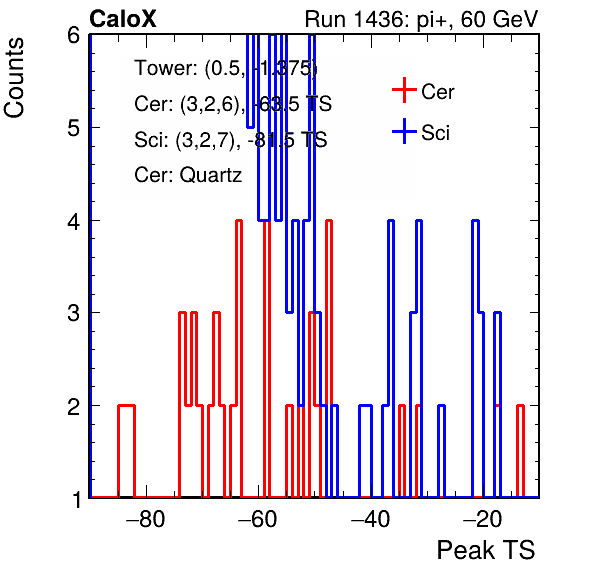 CaloX Run 1436: pi+, 60 GeV
Counts
6
5
4
3
2
1
Tower: (0.5, -1.375)
Cer: (3,2,6), -63.5 TS
Sci: (3,2,7), -81.5 TS
Cer: Quartz
Cer
Sci
−80 −60 −40 −20
Peak TS